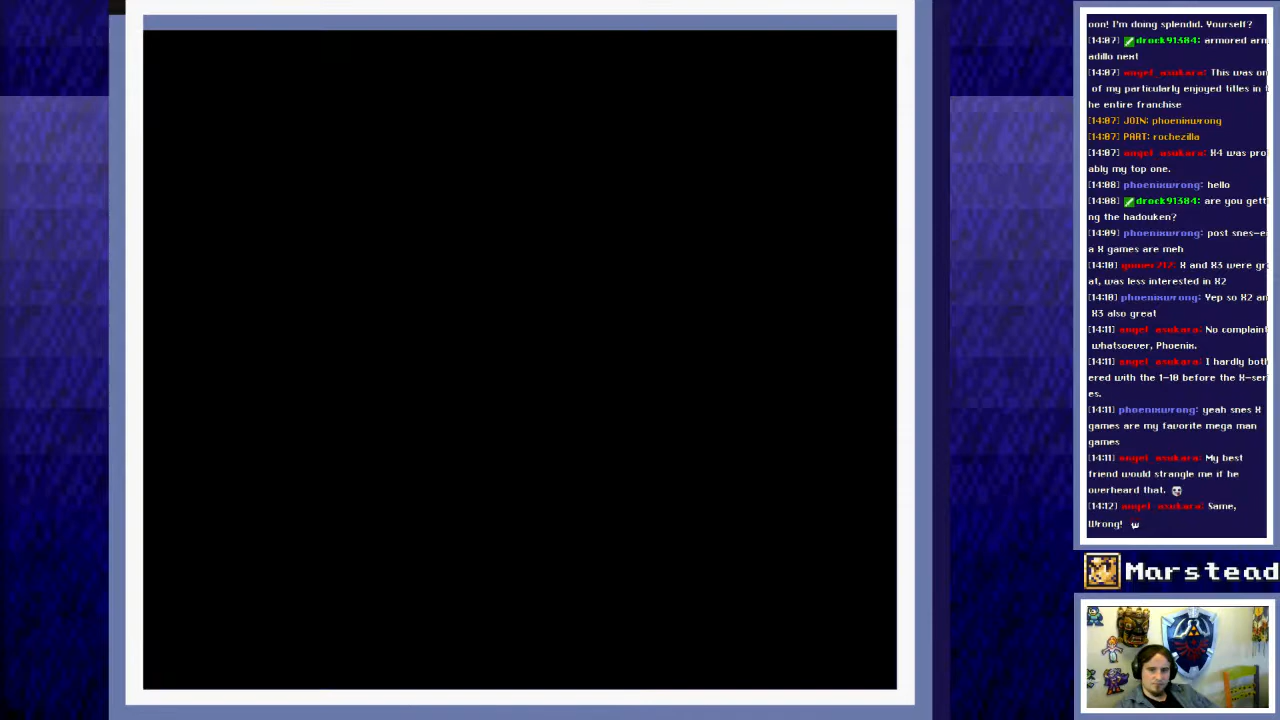 oon! I'm doing splendid. Yourself?
[14:07] drock91384: armored arm
adillo next
[14:07] angel_asukara: This was on
of my particularly enjoyed titles in t
he entire franchise
[14:07] JOIN: phoenixwrong
[14:07] PART: rochezilla
[14:07] angel_asukara: X4 was pro
ably my top one.
[14:08] phoenixwrong: hello
[14:08] drock91384: are you gett
ng the hadouken?
[14:09] phoenixwrong: post snes-e
a X games are meh
[14:10] gamer212: X and X3 were gr
at, was less interested in X2
[14:10] phoenixwrong: Yep so X2 an
X3 also great
[14:11] angel_asukara: No complaint
whatsoever, Phoenix.
[14:11] angel_asukara: I hardly both
ered with the 1-10 before the X-seri
es.
[14:11] phoenixwrong: yeah snes X
games are my favorite mega man
games
[14:11] angel_asukara: My best
friend would strangle me if he
overheard that.
[14:12] angel_asukara: Same,
Wrong!
Marstead